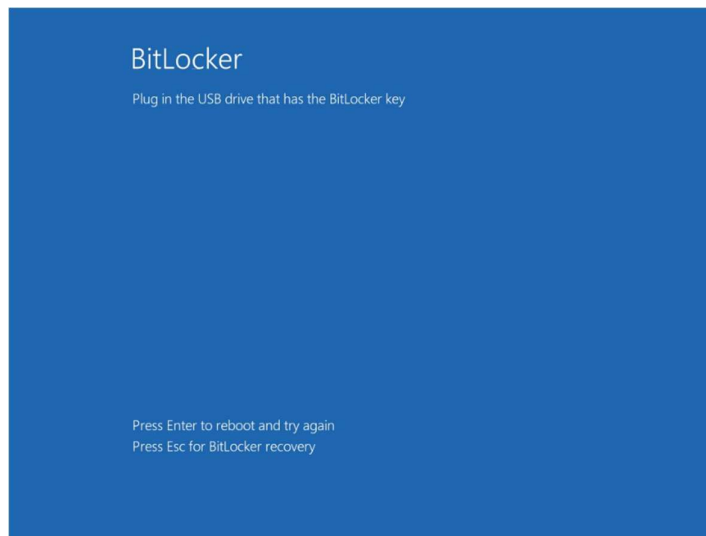 BitLocker
Plug in the USB drive that has the BitLocker key
Press Enter to reboot and try again
Press Esc for BitLocker recovery